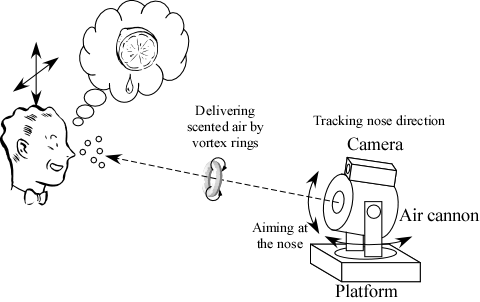 Delivering
scented air by
vortex rings
Tracking nose direction
Camera
Air cannon
Aiming at
the nose
Platform